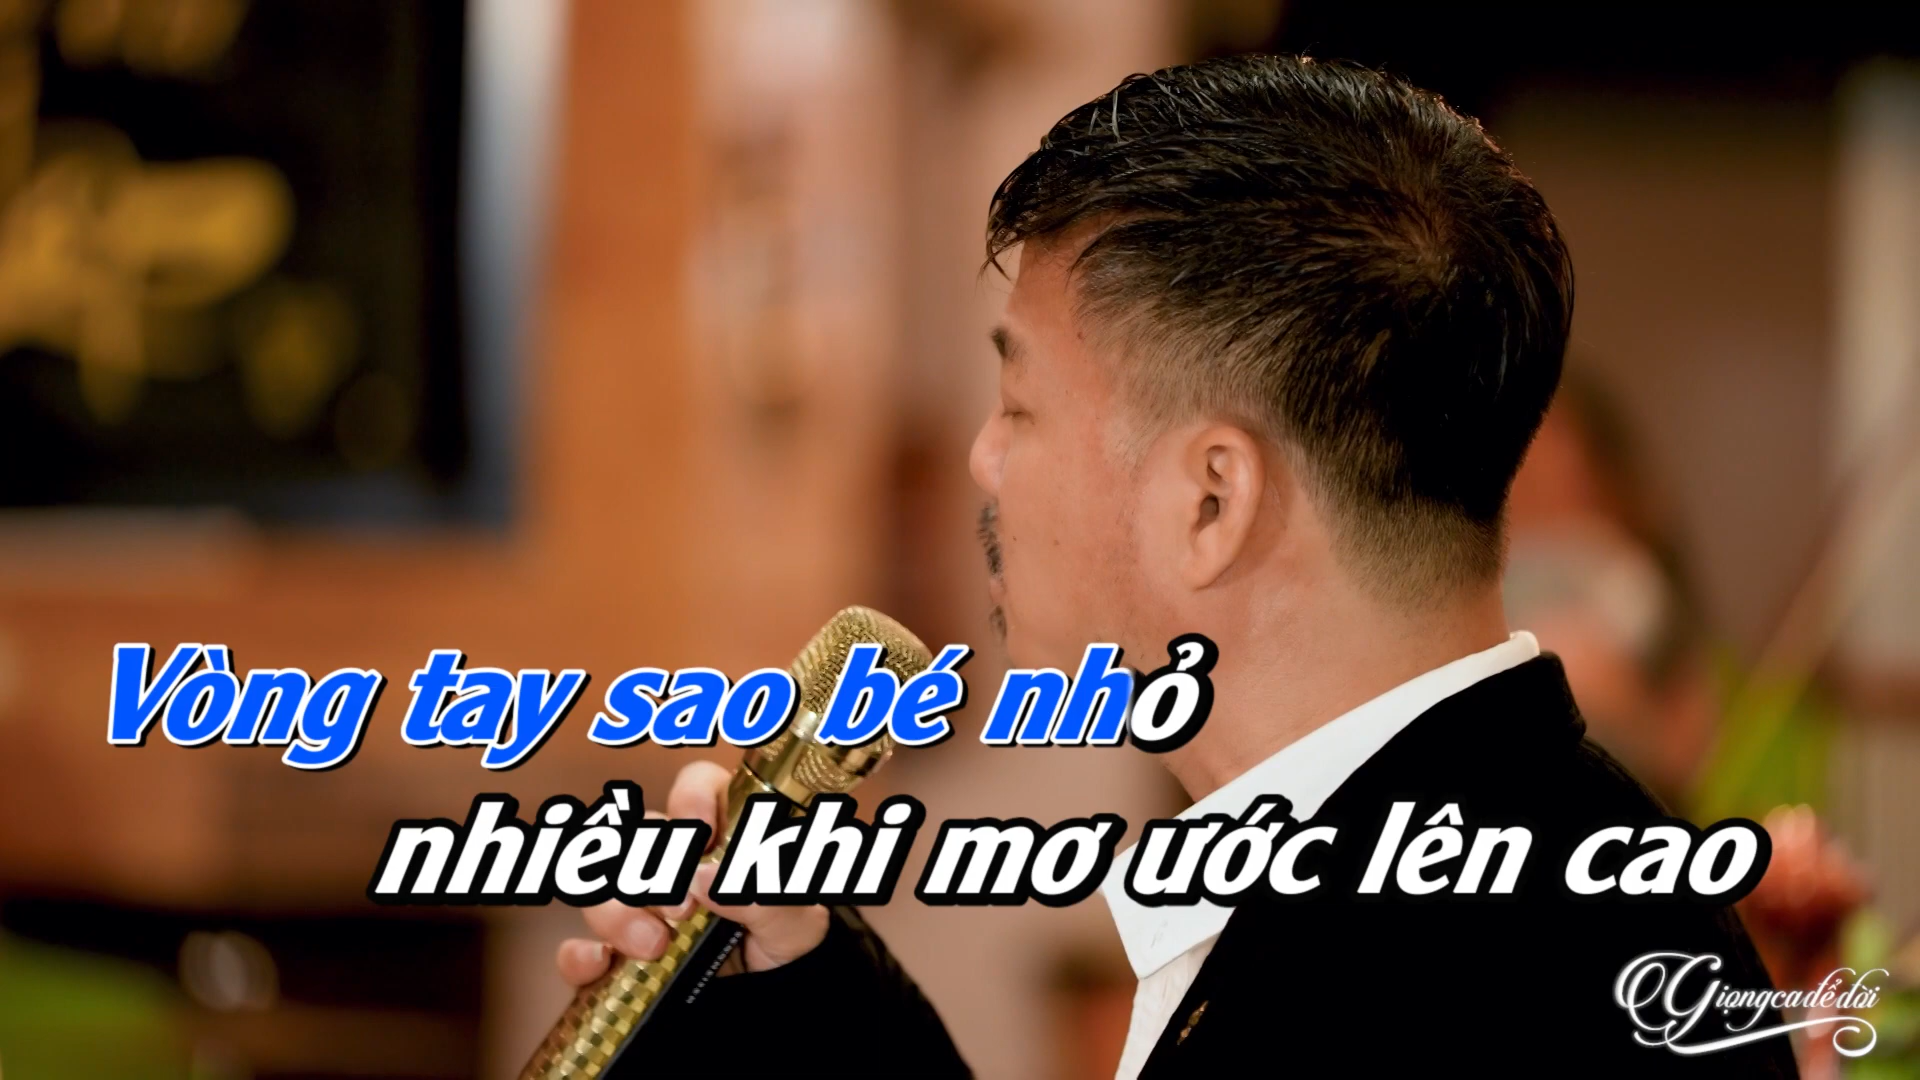 Vòng tay sao bé nhỏ
nhiều khi mơ ước lên cao
Giọngcađểđời